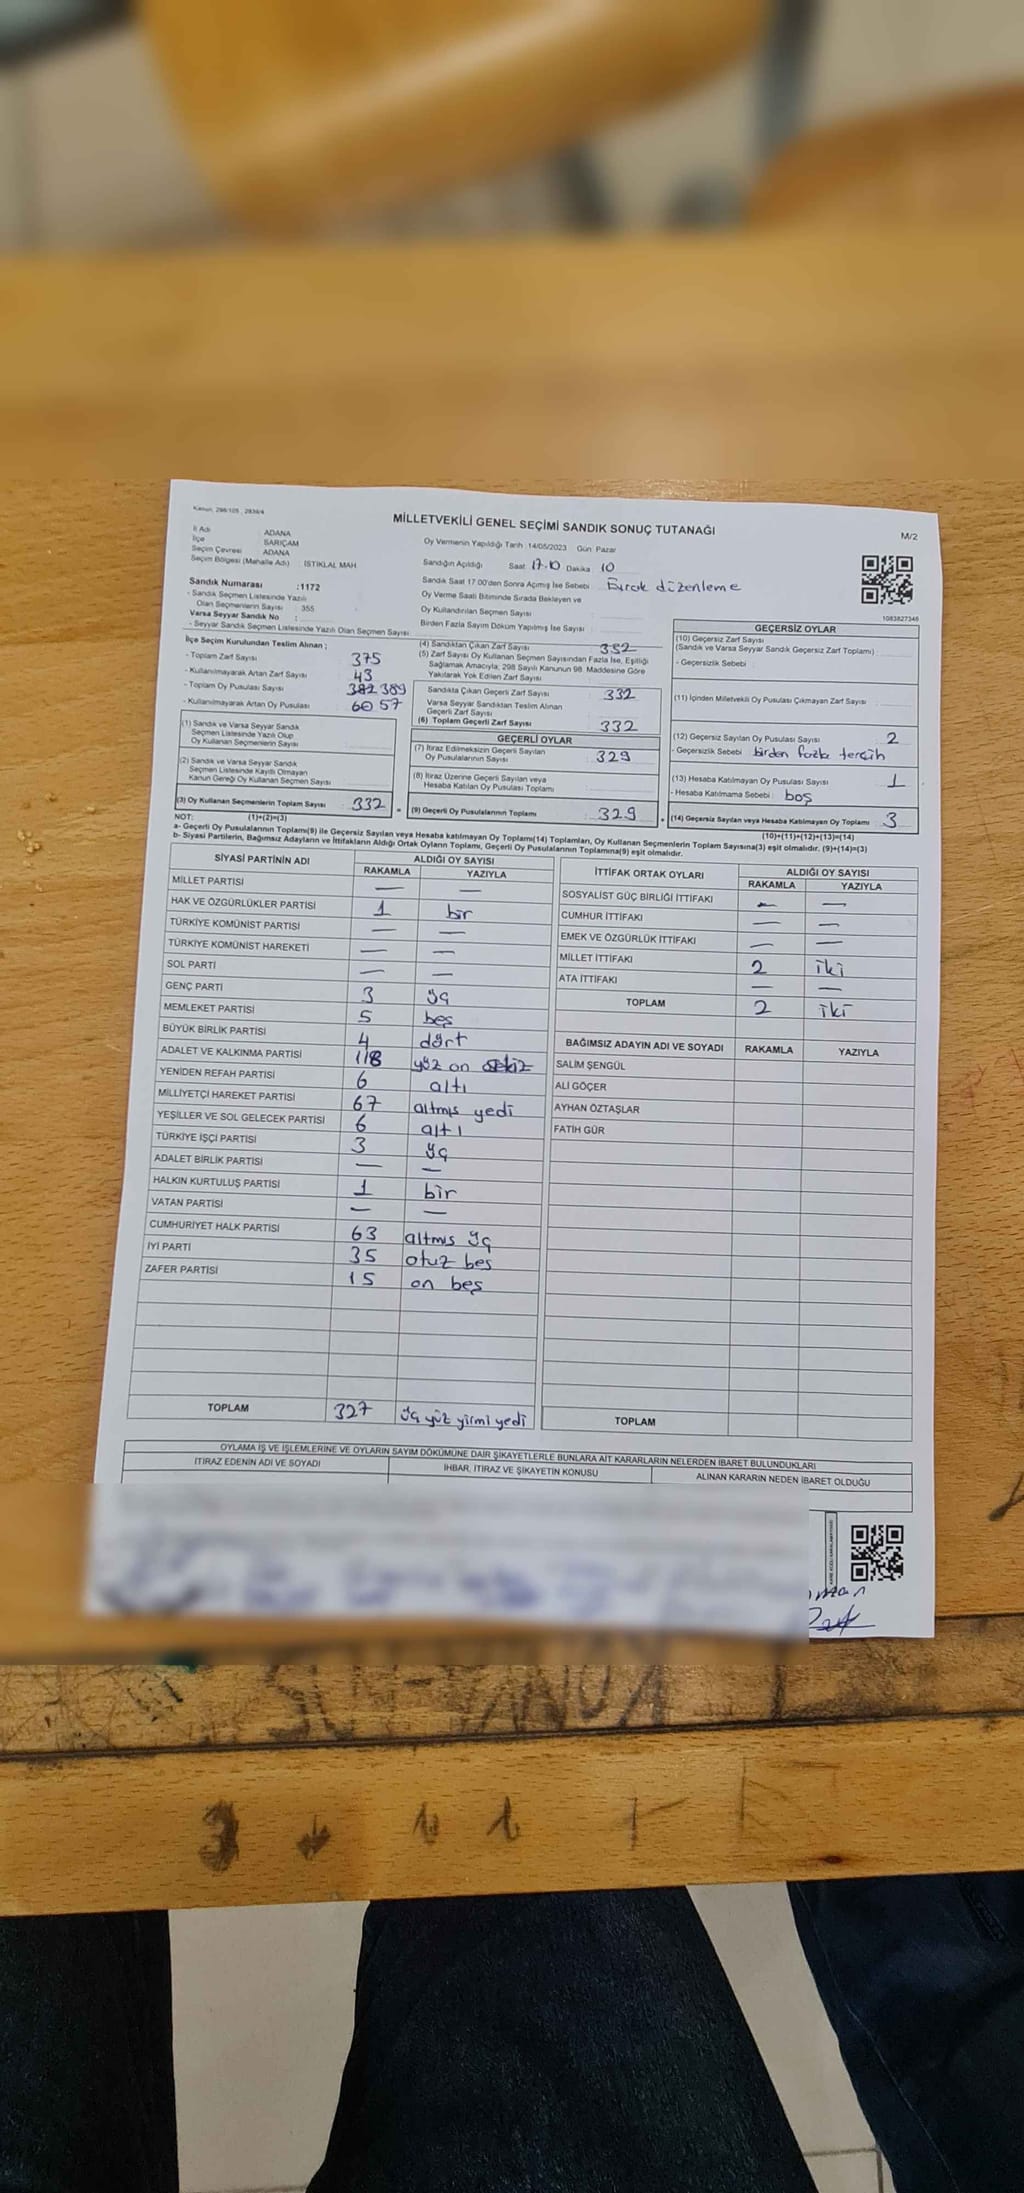 Kanun: 298/105 , 2839/4
MİLLETVEKİLİ GENEL SEÇİMİ SANDIK SONUÇ TUTANAĞI
M/2
İl Adı : ADANA
İlçe : SARIÇAM
Seçim Çevresi : ADANA
Seçim Bölgesi (Mahalle Adı) : İSTİKLAL MAH
Oy Vermenin Yapıldığı Tarih :14/05/2023 Gün: Pazar
Sandığın Açıldığı Saat 17.10 Dakika 10
Sandık Saat 17:00'den Sonra Açmış İse Sebebi Evrak düzenleme
Oy Verme Saati Bitiminde Sırada Bekleyen ve
Oy Kullandırılan Seçmen Sayısı
Birden Fazla Sayım Döküm Yapılmış İse Sayısı
1083827345
Sandık Numarası :1172
- Sandık Seçmen Listesinde Yazılı
Olan Seçmenlerin Sayısı : 355
Varsa Seyyar Sandık No :
- Seyyar Sandık Seçmen Listesinde Yazılı Olan Seçmen Sayısı:
İlçe Seçim Kurulundan Teslim Alınan ;
- Toplam Zarf Sayısı 375
- Kullanılmayarak Artan Zarf Sayısı 43
- Toplam Oy Pusulası Sayısı 382 389
- Kullanılmayarak Artan Oy Pusulası 60 57
(1) Sandık ve Varsa Seyyar Sandık
Seçmen Listesinde Yazılı Olup
Oy Kullanan Seçmenlerin Sayısı
(2) Sandık ve Varsa Seyyar Sandık
Seçmen Listesinde Kayıtlı Olmayan
Kanun Gereği Oy Kullanan Seçmen Sayısı
(3) Oy Kullanan Seçmenlerin Toplam Sayısı 332
(1)+(2)=(3)
(4) Sandıktan Çıkan Zarf Sayısı 332
(5) Zarf Sayısı Oy Kullanan Seçmen Sayısından Fazla İse, Eşitliği
Sağlamak Amacıyla; 298 Sayılı Kanunun 98. Maddesine Göre
Yakılarak Yok Edilen Zarf Sayısı
Sandıkta Çıkan Geçerli Zarf Sayısı 332
Varsa Seyyar Sandıktan Teslim Alınan
Geçerli Zarf Sayısı
(6) Toplam Geçerli Zarf Sayısı 332
GEÇERLİ OYLAR
(7) İtiraz Edilmeksizin Geçerli Sayılan
Oy Pusulalarının Sayısı 329
(8) İtiraz Üzerine Geçerli Sayılan veya
Hesaba Katılan Oy Pusulası Toplamı
= (9) Geçerli Oy Pusulalarının Toplamı 329
GEÇERSİZ OYLAR
(10) Geçersiz Zarf Sayısı
(Sandık ve Varsa Seyyar Sandık Geçersiz Zarf Toplamı)
- Geçersizlik Sebebi
(11) İçinden Milletvekili Oy Pusulası Çıkmayan Zarf Sayısı
(12) Geçersiz Sayılan Oy Pusulası Sayısı 2
- Geçersizlik Sebebi birden fazla tercih
(13) Hesaba Katılmayan Oy Pusulası Sayısı 1
- Hesaba Katılmama Sebebi : boş
+ (14) Geçersiz Sayılan veya Hesaba Katılmayan Oy Toplamı 3
(10)+(11)+(12)+(13)=(14)
NOT:
a- Geçerli Oy Pusulalarının Toplamı(9) ile Geçersiz Sayılan veya Hesaba katılmayan Oy Toplamı(14) Toplamları, Oy Kullanan Seçmenlerin Toplam Sayısına(3) eşit olmalıdır. (9)+(14)=(3)
b- Siyasi Partilerin, Bağımsız Adayların ve İttifakların Aldığı Ortak Oyların Toplamı, Geçerli Oy Pusulalarının Toplamına(9) eşit olmalıdır.
SİYASİ PARTİNİN ADI ALDIĞI OY SAYISI
RAKAMLA YAZIYLA
MİLLET PARTİSİ — —
HAK VE ÖZGÜRLÜKLER PARTİSİ 1 bir
TÜRKİYE KOMÜNİST PARTİSİ — —
TÜRKİYE KOMÜNİST HAREKETİ — —
SOL PARTİ — —
GENÇ PARTİ 3 üç
MEMLEKET PARTİSİ 5 beş
BÜYÜK BİRLİK PARTİSİ 4 dört
ADALET VE KALKINMA PARTİSİ 118 yüz on sekiz
YENİDEN REFAH PARTİSİ 6 altı
MİLLİYETÇİ HAREKET PARTİSİ 67 altmış yedi
YEŞİLLER VE SOL GELECEK PARTİSİ 6 altı
TÜRKİYE İŞÇİ PARTİSİ 3 üç
ADALET BİRLİK PARTİSİ — —
HALKIN KURTULUŞ PARTİSİ 1 bir
VATAN PARTİSİ — —
CUMHURİYET HALK PARTİSİ 63 altmış üç
İYİ PARTİ 35 otuz beş
ZAFER PARTİSİ 15 on beş
TOPLAM 327 üç yüz yirmi yedi
İTTİFAK ORTAK OYLARI ALDIĞI OY SAYISI
RAKAMLA YAZIYLA
SOSYALİST GÜÇ BİRLİĞİ İTTİFAKI — —
CUMHUR İTTİFAKI — —
EMEK VE ÖZGÜRLÜK İTTİFAKI — —
MİLLET İTTİFAKI 2 iki
ATA İTTİFAKI — —
TOPLAM 2 iki
BAĞIMSIZ ADAYIN ADI VE SOYADI RAKAMLA YAZIYLA
SALİM ŞENGÜL
ALİ GÖÇER
AYHAN ÖZTAŞLAR
FATİH GÜR
TOPLAM
OYLAMA İŞ VE İŞLEMLERİNE VE OYLARIN SAYIM DÖKÜMÜNE DAİR ŞİKAYETLERLE BUNLARA AİT KARARLARIN NELERDEN İBARET BULUNDUKLARI
İTİRAZ EDENİN ADI VE SOYADI
İHBAR, İTİRAZ VE ŞİKAYETİN KONUSU
ALINAN KARARIN NEDEN İBARET OLDUĞU